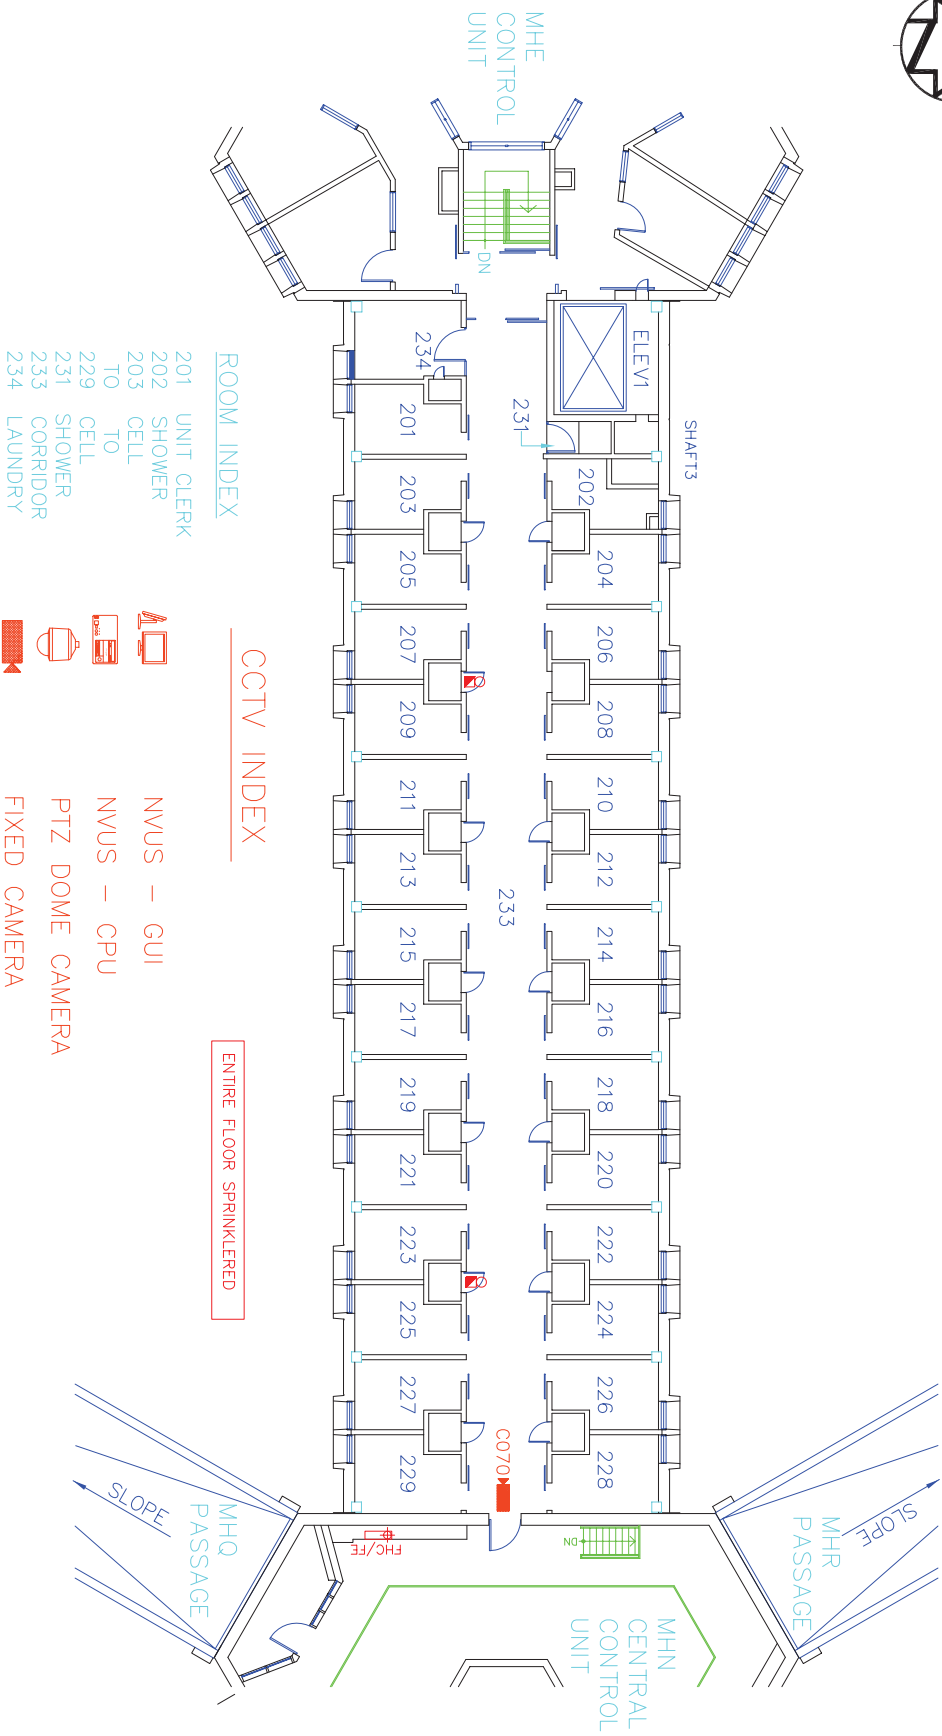 MHE
CONTROL
UNIT
DN
ELEV1
SHAFT3
234
231
201
202
203
204
205
206
207
208
209
210
211
212
213
233
214
215
216
217
218
219
220
221
222
223
224
225
226
227
228
229
C070
FHC/FE
DN
SLOPE
MHQ
PASSAGE
SLOPE
MHR
PASSAGE
MHN
CENTRAL
CONTROL
UNIT
ROOM INDEX
201 UNIT CLERK
202 SHOWER
203 CELL
TO TO
229 CELL
231 SHOWER
233 CORRIDOR
234 LAUNDRY
CCTV INDEX
NVUS - GUI
NVUS - CPU
PTZ DOME CAMERA
FIXED CAMERA
ENTIRE FLOOR SPRINKLERED